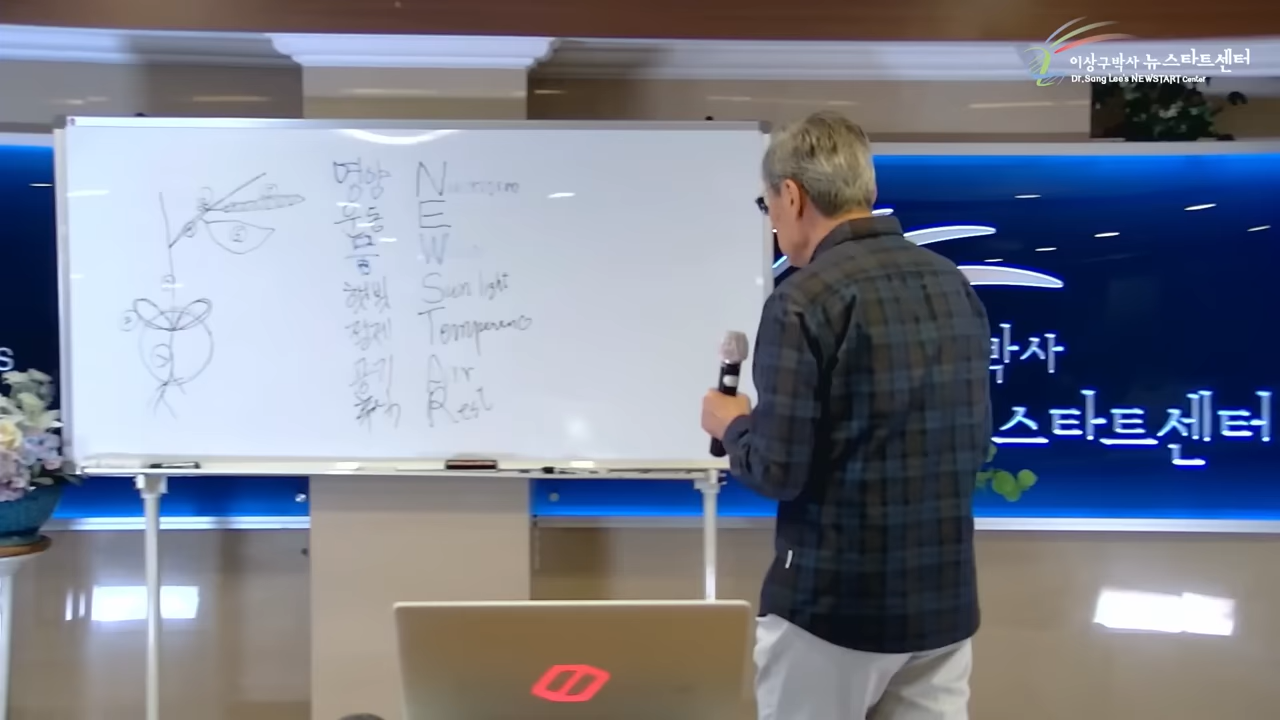 이상구박사 뉴스타트센터
Dr. Sang Lee's NEWSTART Center
영양 N
운동 E
물 W
햇빛 Sun light
절제 Temperanc
공기 Air
휴식 Rest
S
박사
스타트센터